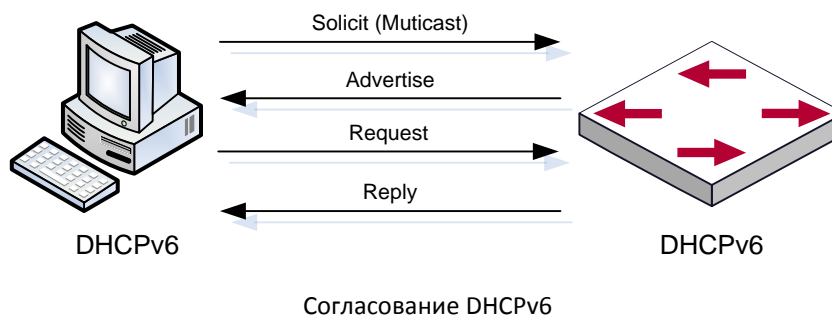 Solicit (Muticast)
Advertise
Request
Reply
DHCPv6
DHCPv6
Согласование DHCPv6